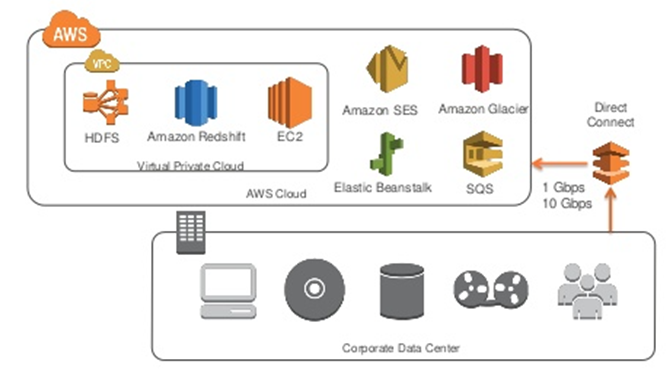 AWS
VPC
HDFS
Amazon Redshift
EC2
Virtual Private Cloud
Amazon SES
Amazon Glacier
Elastic Beanstalk
SQS
AWS Cloud
Direct
Connect
1 Gbps
10 Gbps
Corporate Data Center